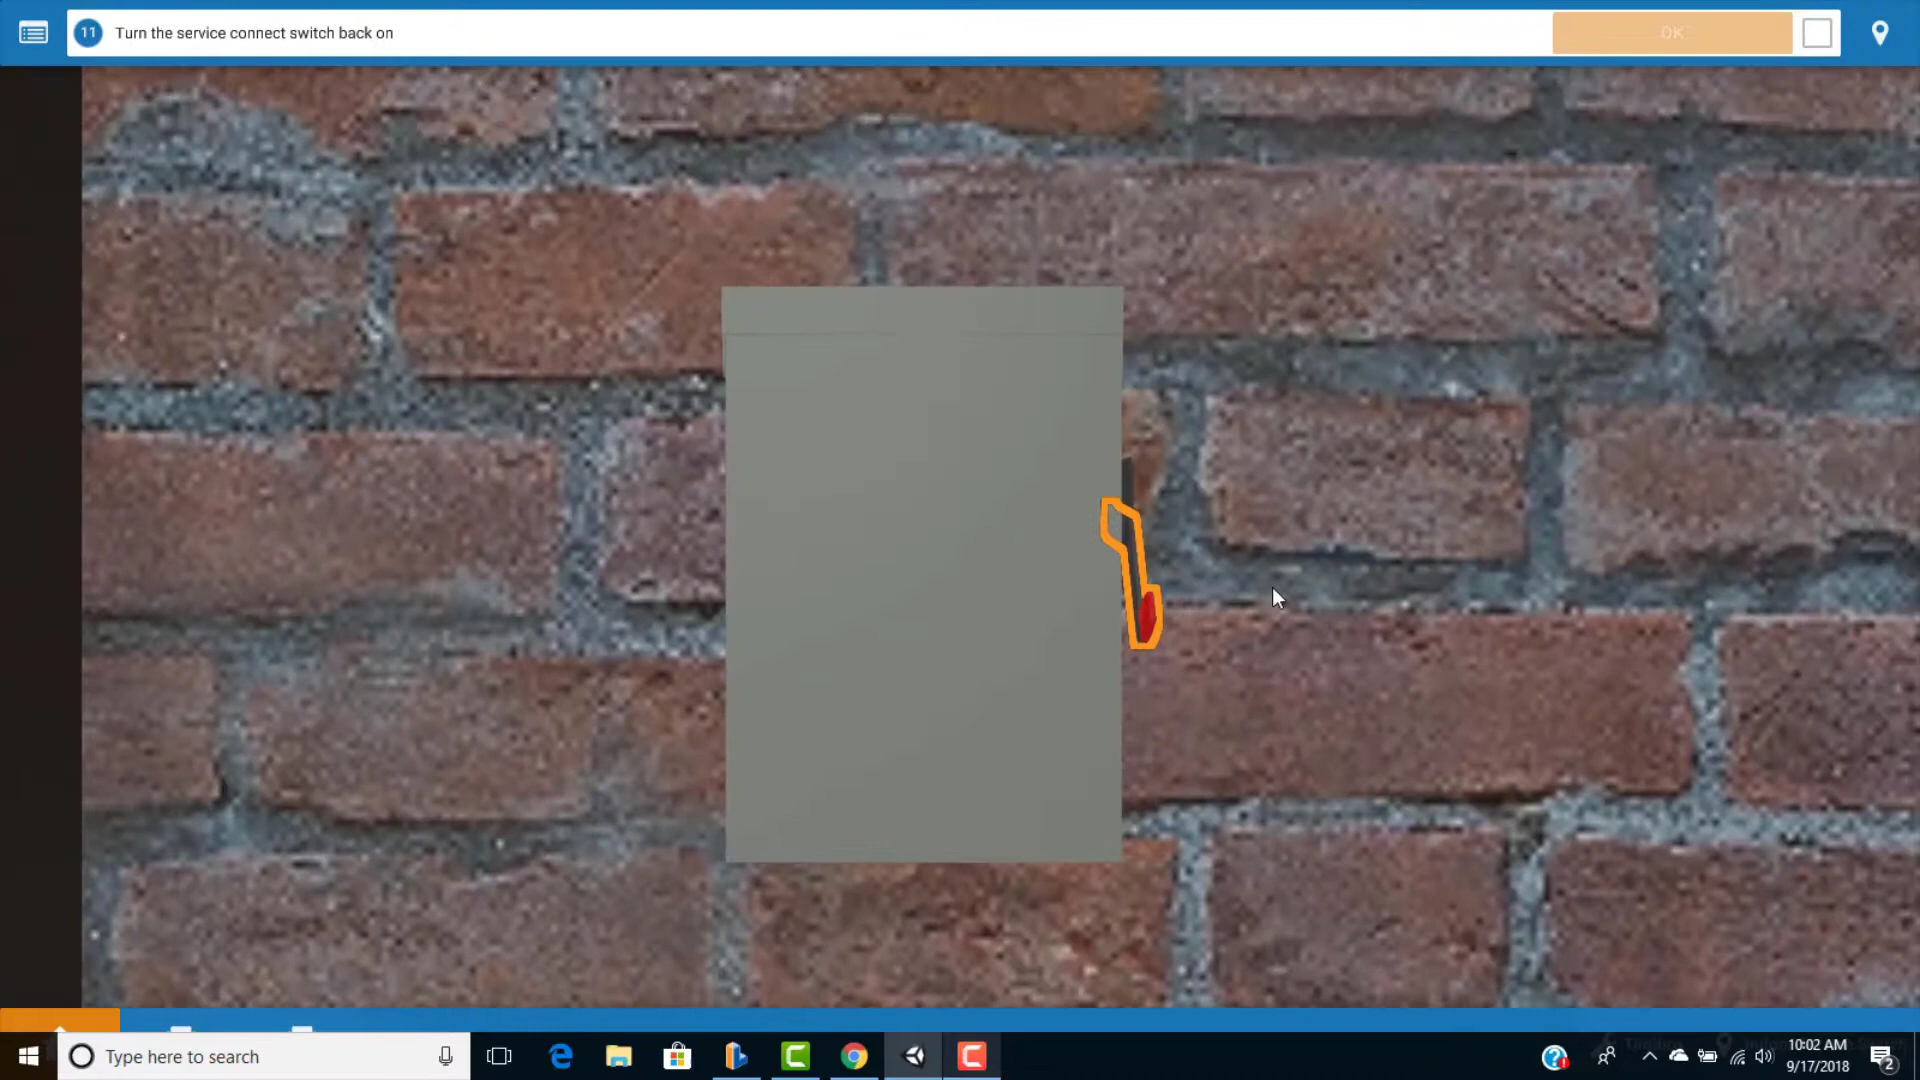 11 Turn the service connect switch back on
OK
Type here to search
10:02 AM
9/17/2018
2